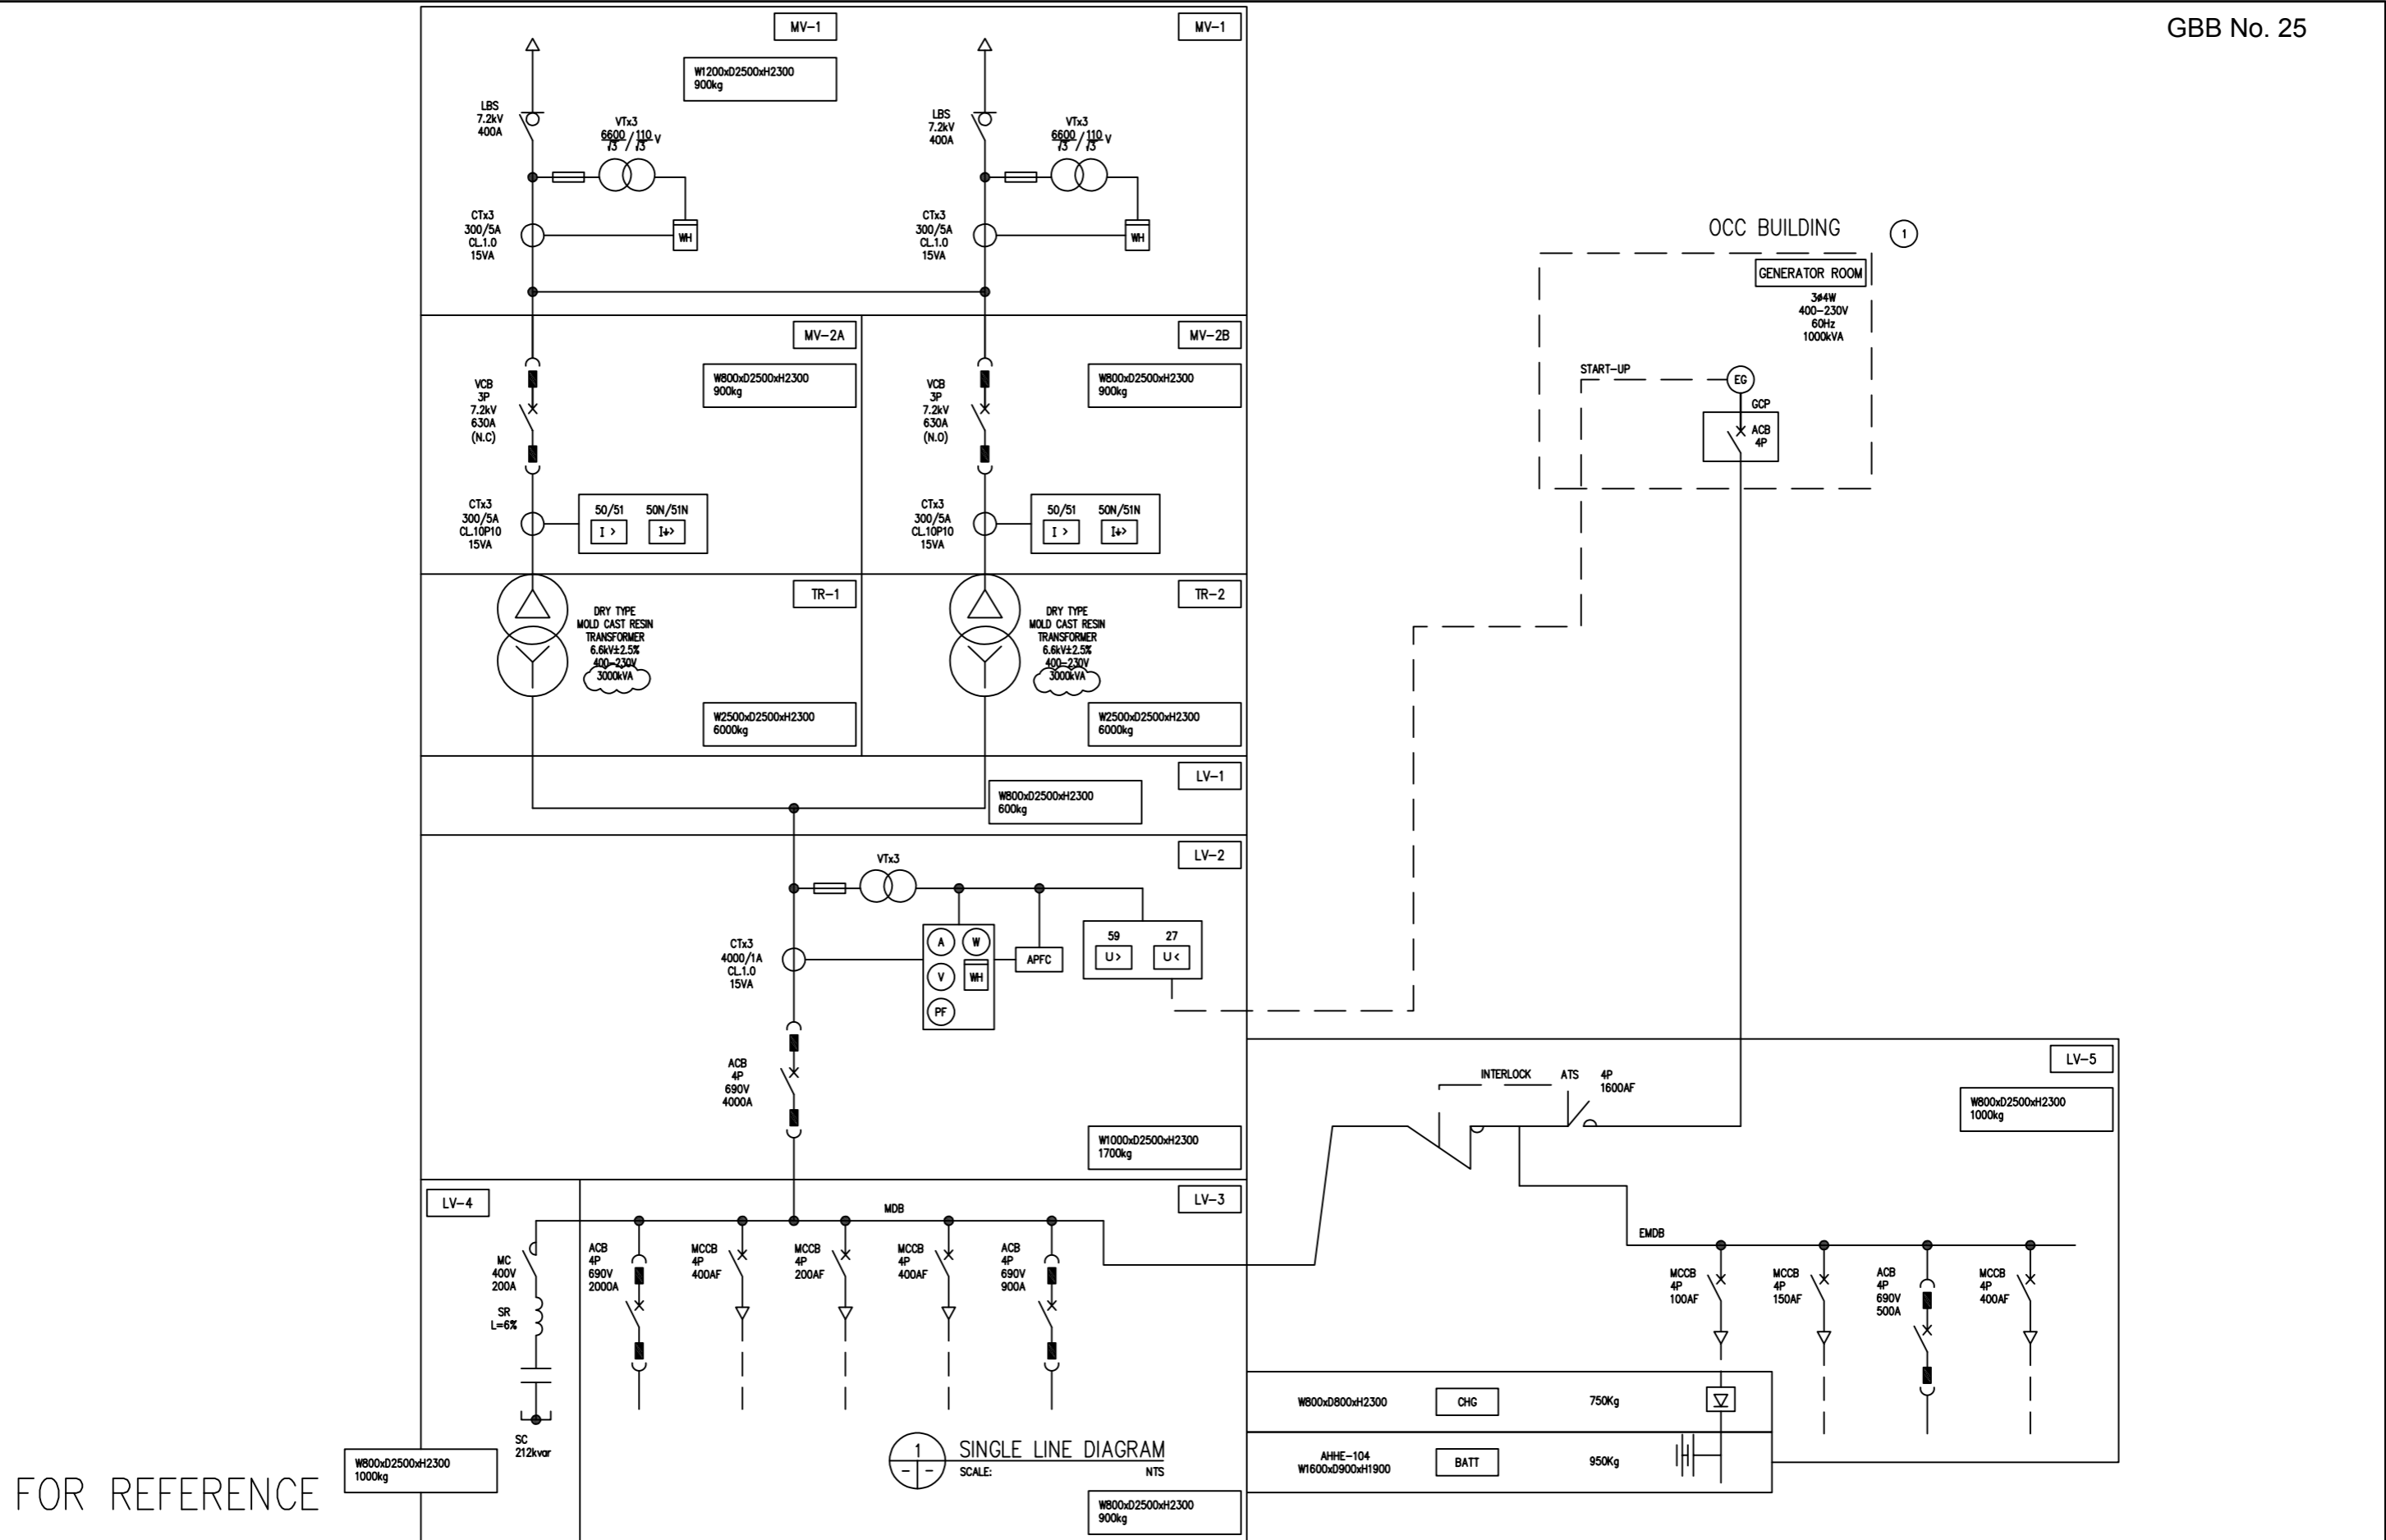 GBB No. 25
MV-1
W1200xD2500xH2300
900kg
LBS
7.2kV
400A
VTx3
6600/√3 / 110/√3 V
CTx3
300/5A
CL.1.0
15VA
WH
MV-1
LBS
7.2kV
400A
VTx3
6600/√3 / 110/√3 V
CTx3
300/5A
CL.1.0
15VA
WH
MV-2A
W800xD2500xH2300
900kg
VCB
3P
7.2kV
630A
(N.C)
CTx3
300/5A
CL.10P10
15VA
50/51
50N/51N
I >
I⏚>
MV-2B
W800xD2500xH2300
900kg
VCB
3P
7.2kV
630A
(N.O)
CTx3
300/5A
CL.10P10
15VA
50/51
50N/51N
I >
I⏚>
TR-1
DRY TYPE
MOLD CAST RESIN
TRANSFORMER
6.6kV±2.5%
400-230V
3000kVA
W2500xD2500xH2300
6000kg
TR-2
DRY TYPE
MOLD CAST RESIN
TRANSFORMER
6.6kV±2.5%
400-230V
3000kVA
W2500xD2500xH2300
6000kg
LV-1
W800xD2500xH2300
600kg
LV-2
VTx3
CTx3
4000/1A
CL.1.0
15VA
A
W
V
WH
PF
APFC
59
27
U>
U<
ACB
4P
690V
4000A
W1000xD2500xH2300
1700kg
OCC BUILDING
1
GENERATOR ROOM
3ø4W
400-230V
60Hz
1000kVA
START-UP
EG
GCP
ACB
4P
LV-5
W800xD2500xH2300
1000kg
INTERLOCK
ATS
4P
1600AF
EMDB
MCCB
4P
100AF
MCCB
4P
150AF
ACB
4P
690V
500A
MCCB
4P
400AF
LV-4
MC
400V
200A
SR
L=6%
SC
212kvar
W800xD2500xH2300
1000kg
LV-3
MDB
ACB
4P
690V
2000A
MCCB
4P
400AF
MCCB
4P
200AF
MCCB
4P
400AF
ACB
4P
690V
900A
W800xD2500xH2300
900kg
W800xD800xH2300
CHG
750Kg
AHHE-104
W1600xD900xH1900
BATT
950Kg
1
- -
SINGLE LINE DIAGRAM
SCALE:
NTS
FOR REFERENCE